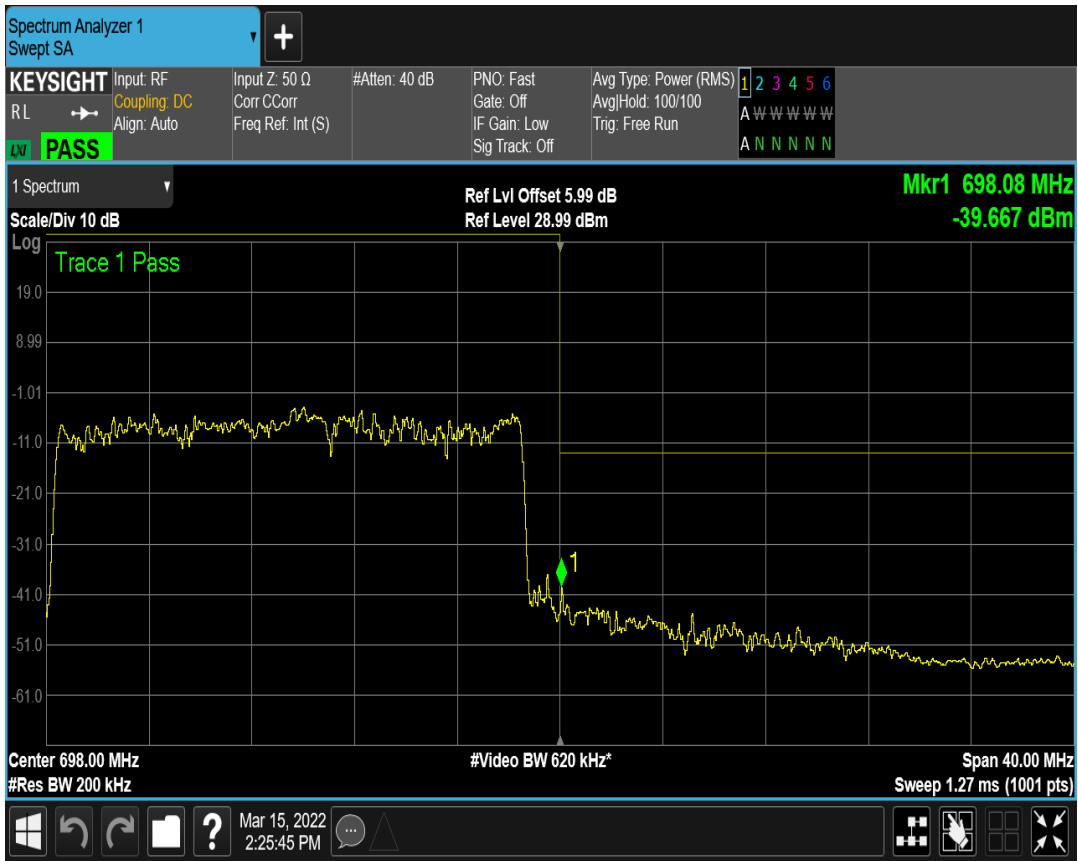 Spectrum Analyzer 1
Swept SA
+
KEYSIGHT
RL
LXI
PASS
Input: RF
Coupling: DC
Align: Auto
Input Z: 50 Ω
Corr CCorr
Freq Ref: Int (S)
#Atten: 40 dB
PNO: Fast
Gate: Off
IF Gain: Low
Sig Track: Off
Avg Type: Power (RMS)
Avg|Hold: 100/100
Trig: Free Run
1 2 3 4 5 6
A W W W W W
A N N N N N
1 Spectrum
Scale/Div 10 dB
Ref Lvl Offset 5.99 dB
Ref Level 28.99 dBm
Mkr1 698.08 MHz
-39.667 dBm
Log
Trace 1 Pass
19.0
8.99
-1.01
-11.0
-21.0
-31.0
1
-41.0
-51.0
-61.0
Center 698.00 MHz
#Video BW 620 kHz*
Span 40.00 MHz
#Res BW 200 kHz
Sweep 1.27 ms (1001 pts)
?
Mar 15, 2022
2:25:45 PM